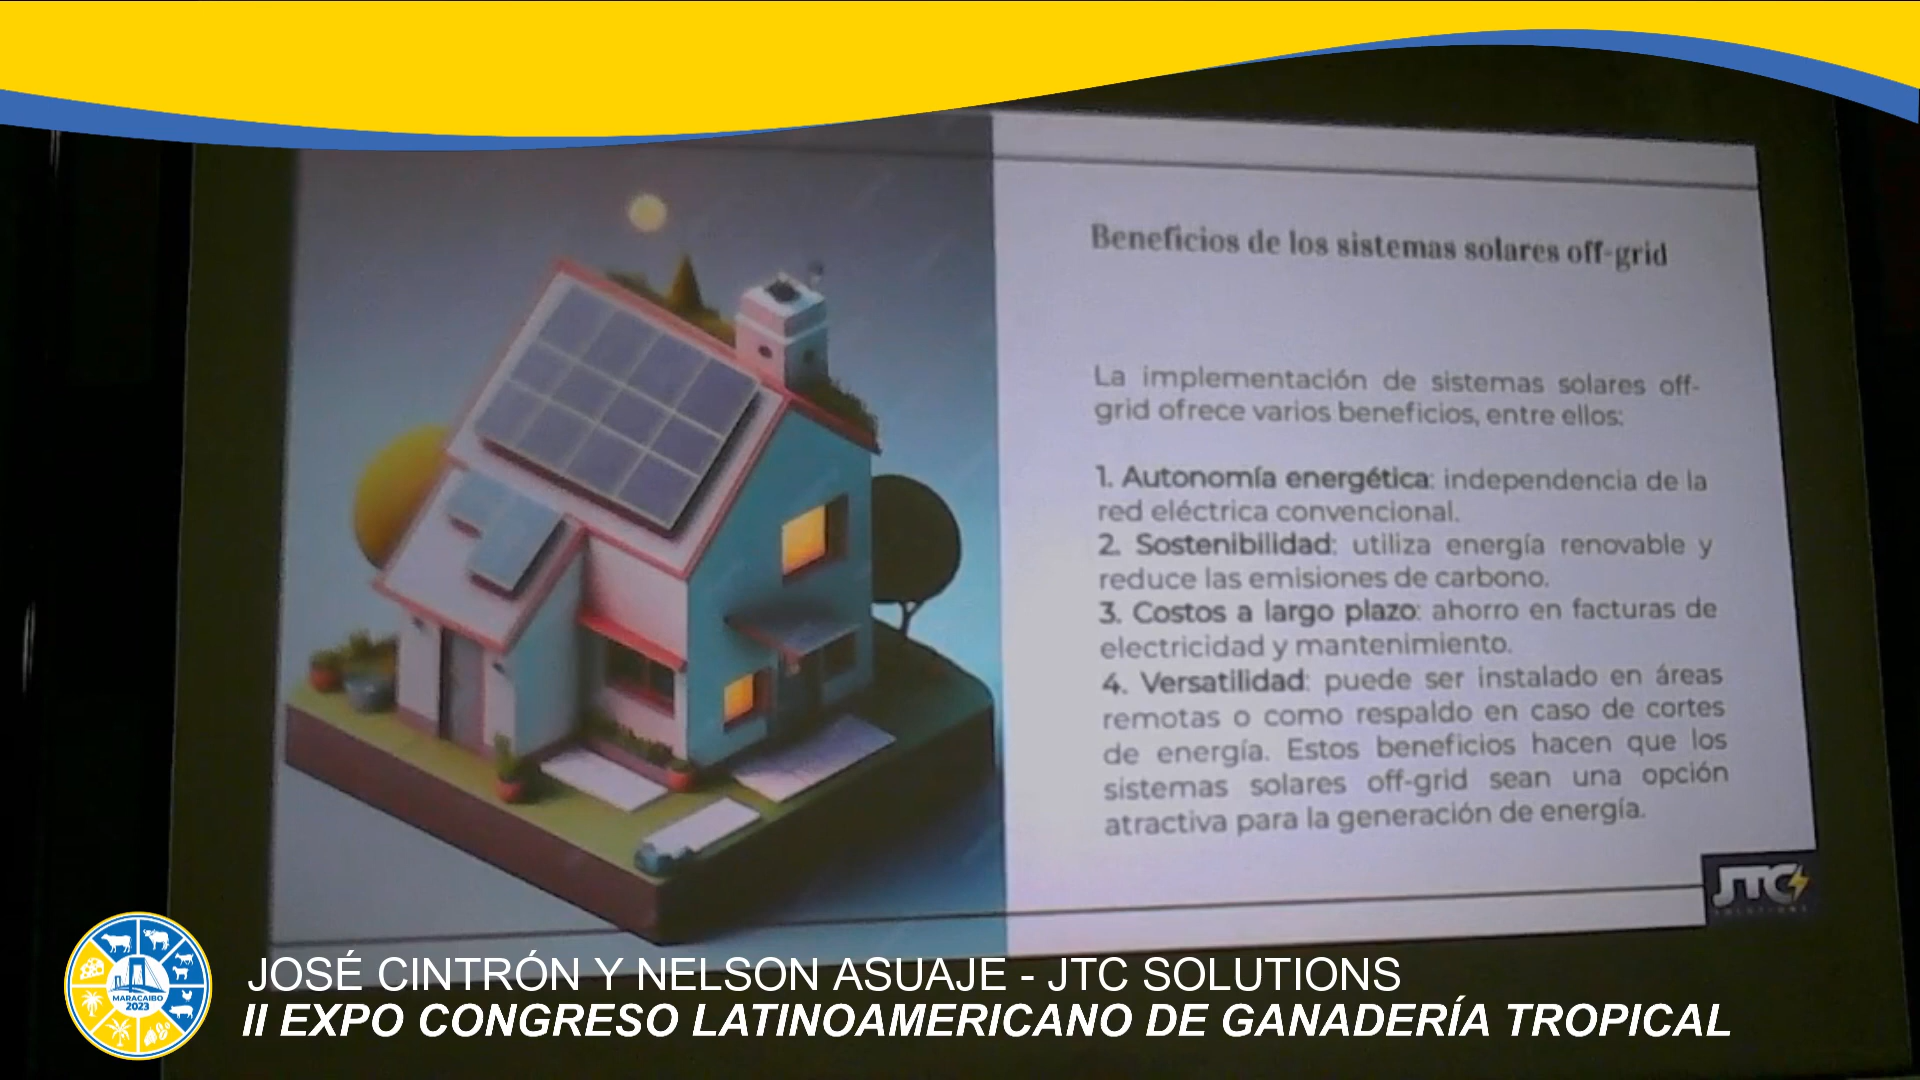 Beneficios de los sistemas solares off-grid
La implementación de sistemas solares off-
grid ofrece varios beneficios, entre ellos:
1. Autonomía energética: independencia de la
red eléctrica convencional.
2. Sostenibilidad: utiliza energía renovable y
reduce las emisiones de carbono.
3. Costos a largo plazo: ahorro en facturas de
electricidad y mantenimiento.
4. Versatilidad: puede ser instalado en áreas
remotas o como respaldo en caso de cortes
de energía. Estos beneficios hacen que los
sistemas solares off-grid sean una opción
atractiva para la generación de energía.
JTC
SOLUTIONS
MARACAIBO
2023
JOSÉ CINTRÓN Y NELSON ASUAJE - JTC SOLUTIONS
II EXPO CONGRESO LATINOAMERICANO DE GANADERÍA TROPICAL